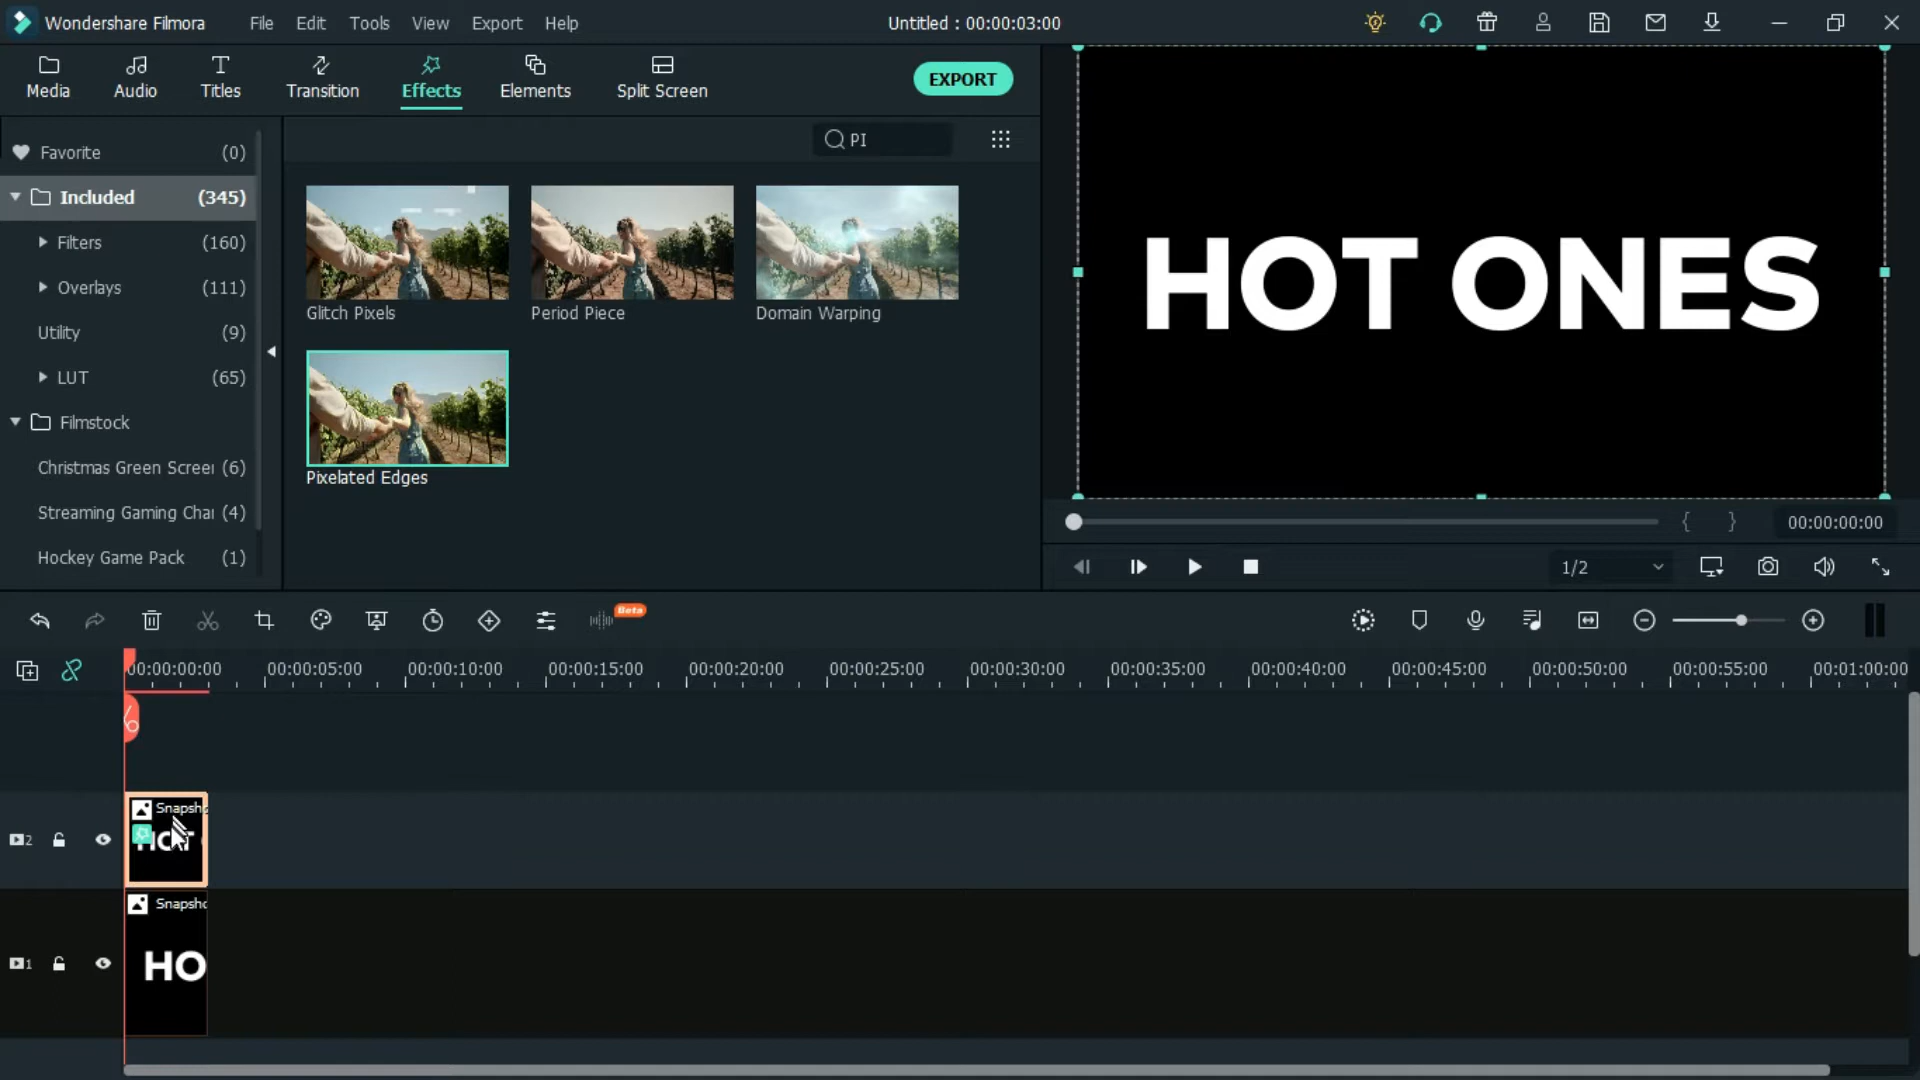 Wondershare Filmora File Edit Tools View Export Help Untitled : 00:00:03:00
Media Audio Titles Transition Effects Elements Split Screen EXPORT
Favorite (0)
Included (345)
Filters (160)
Overlays (111)
Utility (9)
LUT (65)
Filmstock
Christmas Green Screen (6)
Streaming Gaming Char (4)
Hockey Game Pack (1)
PI
Glitch Pixels Period Piece Domain Warping
Pixelated Edges
HOT ONES
{ } 00:00:00:00
1/2
Beta
00:00:00:00 00:00:05:00 00:00:10:00 00:00:15:00 00:00:20:00 00:00:25:00 00:00:30:00 00:00:35:00 00:00:40:00 00:00:45:00 00:00:50:00 00:00:55:00 00:01:00:00
Snapsho
2 HOT
Snapsho
1 HO